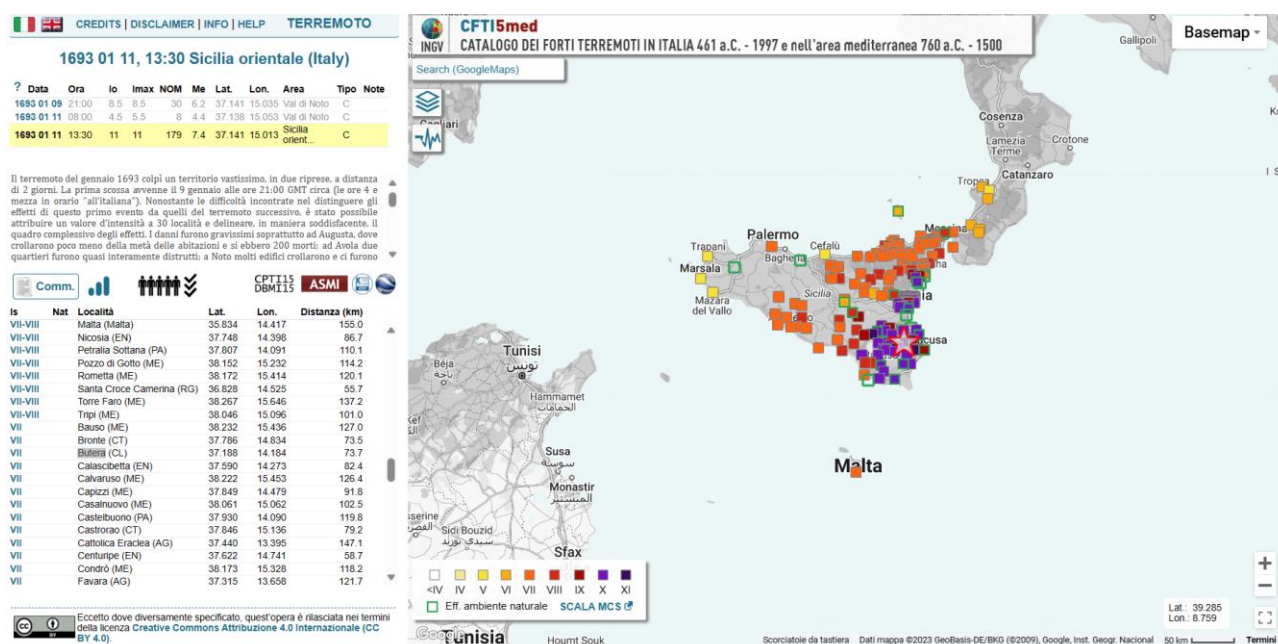 CREDITS | DISCLAIMER | INFO | HELP TERREMOTO
1693 01 11, 13:30 Sicilia orientale (Italy)
? Data Ora Io Imax NOM Me Lat. Lon. Area Tipo Note
1693 01 09 21:00 8.5 8.5 30 6.2 37.141 15.035 Val di Noto C
1693 01 11 08:00 4.5 5.5 8 4.4 37.138 15.053 Val di Noto C
1693 01 11 13:30 11 11 179 7.4 37.141 15.013 Sicilia orient... C
Il terremoto del gennaio 1693 colpì un territorio vastissimo, in due riprese, a distanza
di 2 giorni. La prima scossa avvenne il 9 gennaio alle ore 21:00 GMT circa (le ore 4 e
mezza in orario "all'italiana"). Nonostante le difficoltà incontrate nel distinguere gli
effetti di questo primo evento da quelli del terremoto successivo, è stato possibile
attribuire un valore d'intensità a 30 località e delineare, in maniera soddisfacente, il
quadro complessivo degli effetti. I danni furono gravissimi soprattutto ad Augusta, dove
crollarono poco meno della metà delle abitazioni e si ebbero 200 morti; ad Avola due
quartieri furono quasi interamente distrutti; a Noto molti edifici crollarono e ci furono
Comm.
CPTI15
DBMI15
ASMI
Is Nat Località Lat. Lon. Distanza (km)
VII-VIII Malta (Malta) 35.834 14.417 155.0
VII-VIII Nicosia (EN) 37.748 14.398 86.7
VII-VIII Petralia Sottana (PA) 37.807 14.091 110.1
VII-VIII Pozzo di Gotto (ME) 38.152 15.232 114.2
VII-VIII Rometta (ME) 38.172 15.414 120.1
VII-VIII Santa Croce Camerina (RG) 36.828 14.525 55.7
VII-VIII Torre Faro (ME) 38.267 15.646 137.2
VII-VIII Tripi (ME) 38.046 15.096 101.0
VII Bauso (ME) 38.232 15.436 127.0
VII Bronte (CT) 37.786 14.834 73.5
VII Butera (CL) 37.188 14.184 73.7
VII Calascibetta (EN) 37.590 14.273 82.4
VII Calvaruso (ME) 38.222 15.453 126.4
VII Capizzi (ME) 37.849 14.479 91.8
VII Casalnuovo (ME) 38.061 15.062 102.5
VII Castelbuono (PA) 37.930 14.090 119.8
VII Castrorao (CT) 37.846 15.136 79.2
VII Cattolica Eraclea (AG) 37.440 13.395 147.1
VII Centuripe (EN) 37.622 14.741 58.7
VII Condrò (ME) 38.173 15.328 118.2
VII Favara (AG) 37.315 13.658 121.7
Eccetto dove diversamente specificato, quest'opera è rilasciata nei termini
della licenza Creative Commons Attribuzione 4.0 Internazionale (CC
BY 4.0).
INGV
CFTI5med
CATALOGO DEI FORTI TERREMOTI IN ITALIA 461 a.C. - 1997 e nell'area mediterranea 760 a.C. - 1500
Basemap
Search (GoogleMaps)
Gallipoli
Cosenza
Crotone
Lamezia
Terme
Catanzaro
Tropea
Palermo
Trapani
Cefalù
Marsala
Sicilia
Mazara
del Vallo
Tunisi
تونس
Béja
باجة
Hammamet
الحمامات
Susa
سوسة
Monastir
المنستير
Malta
Sidi Bouzid
سيدي بوزيد
Sfax
<IV IV V VI VII VIII IX X XI
Eff. ambiente naturale SCALA MCS
Google
Tunisia
Houmt Souk
Lat.: 39.285
Lon.: 8.759
Scorciatoie da tastiera Dati mappa ©2023 GeoBasis-DE/BKG (©2009), Google, Inst. Geogr. Nacional 50 km Termini